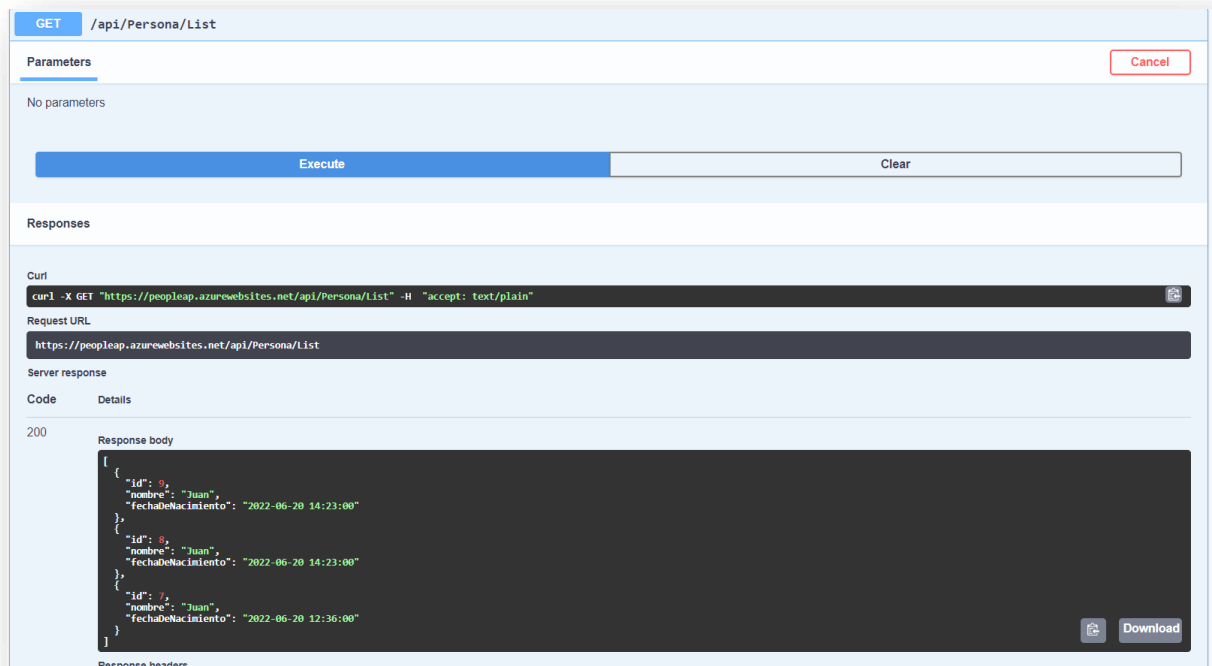 GET /api/Persona/List
Parameters
Cancel
No parameters
Execute
Clear
Responses
Curl
curl -X GET "https://peopleap.azurewebsites.net/api/Persona/List" -H  "accept: text/plain"
Request URL
https://peopleap.azurewebsites.net/api/Persona/List
Server response
Code Details
200
Response body
[
  {
    "id": 9,
    "nombre": "Juan",
    "fechaDeNacimiento": "2022-06-20 14:23:00"
  },
  {
    "id": 8,
    "nombre": "Juan",
    "fechaDeNacimiento": "2022-06-20 14:23:00"
  },
  {
    "id": 7,
    "nombre": "Juan",
    "fechaDeNacimiento": "2022-06-20 12:36:00"
  }
]
Download
Response headers